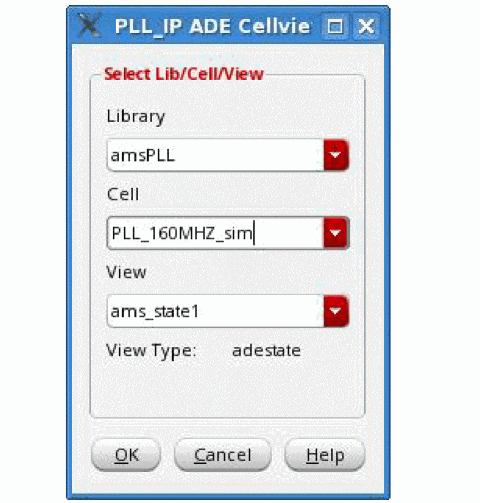 PLL_IP ADE Cellvie
Select Lib/Cell/View
Library
amsPLL
Cell
PLL_160MHZ_sim
View
ams_state1
View Type: adestate
OK Cancel Help